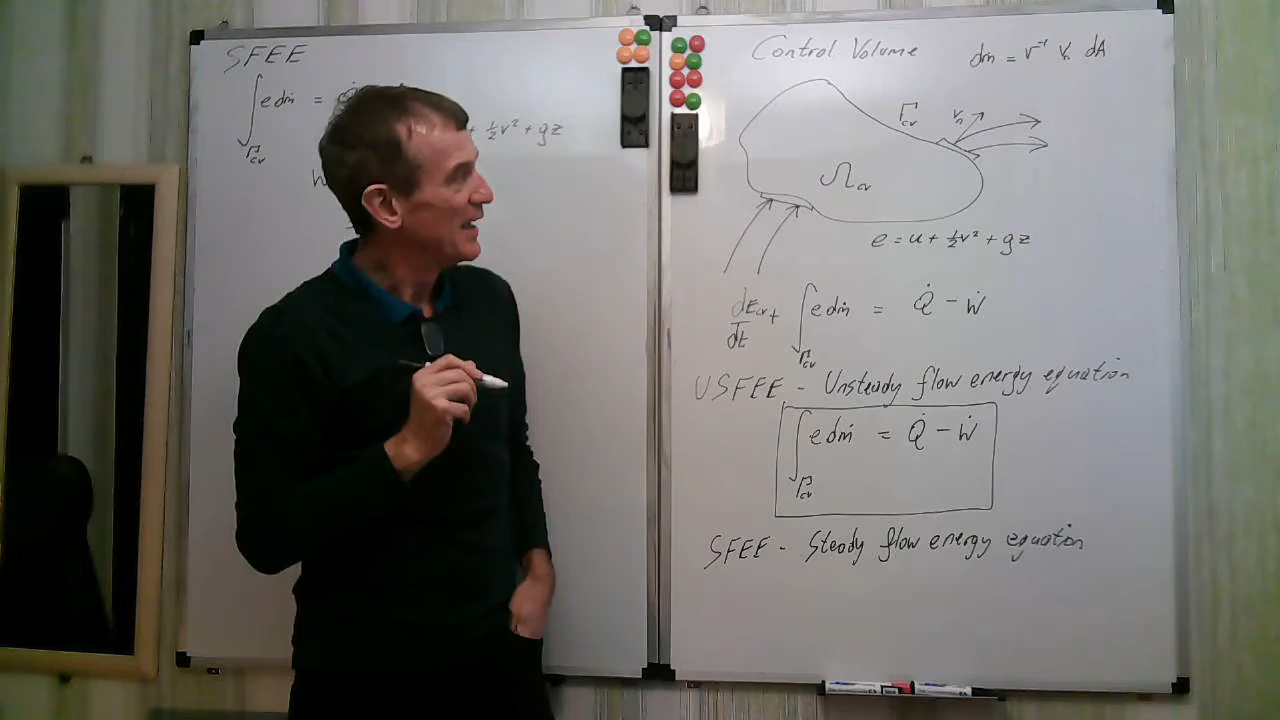 SFEE
∫ e dṁ =
Γcv
+ ½v² + gz
Control Volume
dṁ = v⁻¹ Vn dA
Γcv
Vn
Ωcv
e = u + ½v² + gz
dEcv/dt + ∫ e dṁ = Q̇ - Ẇ
Γcv
USFEE - Unsteady flow energy equation
∫ e dṁ = Q̇ - Ẇ
Γcv
SFEE - Steady flow energy equation